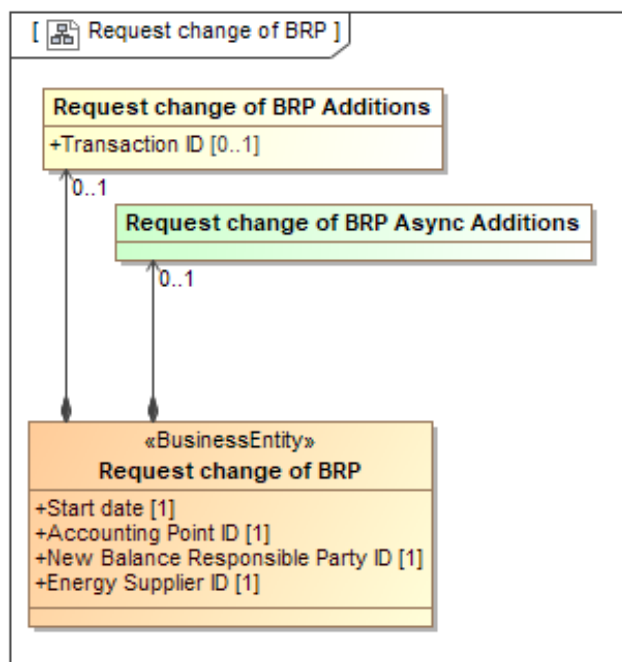 [ Request change of BRP ]
Request change of BRP Additions
+Transaction ID [0..1]
0..1
Request change of BRP Async Additions
0..1
«BusinessEntity»
Request change of BRP
+Start date [1]
+Accounting Point ID [1]
+New Balance Responsible Party ID [1]
+Energy Supplier ID [1]